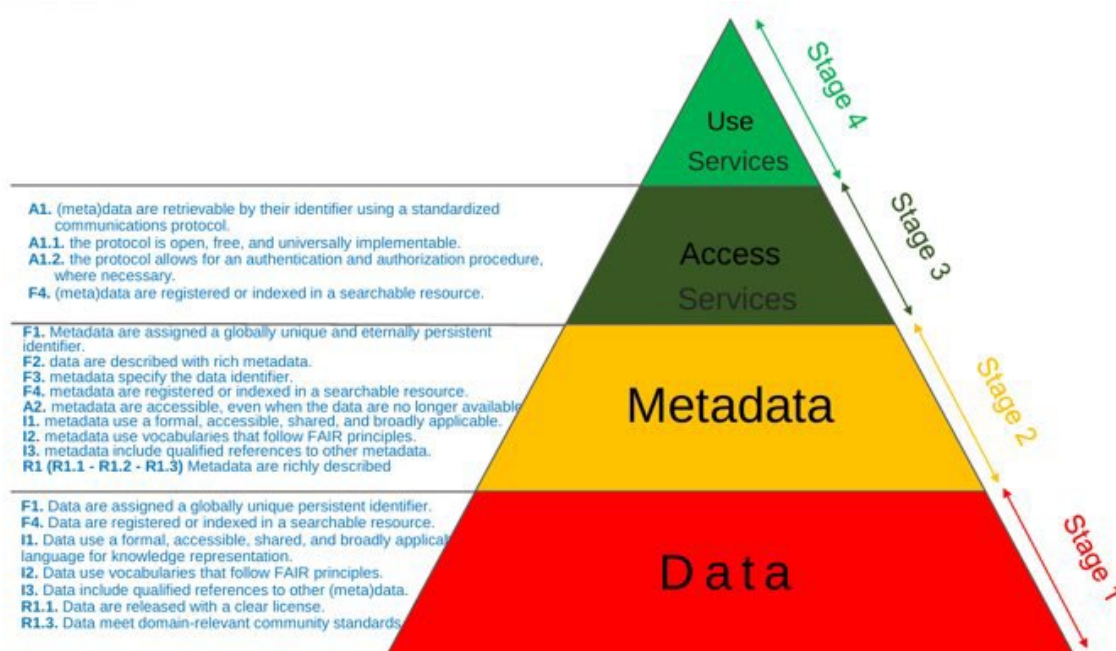 Use
Services
Stage 4
A1. (meta)data are retrievable by their identifier using a standardized
communications protocol.
A1.1. the protocol is open, free, and universally implementable.
A1.2. the protocol allows for an authentication and authorization procedure,
where necessary.
F4. (meta)data are registered or indexed in a searchable resource.
Access
Services
Stage 3
F1. Metadata are assigned a globally unique and eternally persistent
identifier.
F2. data are described with rich metadata.
F3. metadata specify the data identifier.
F4. metadata are registered or indexed in a searchable resource.
A2. metadata are accessible, even when the data are no longer available
I1. metadata use a formal, accessible, shared, and broadly applicable.
I2. metadata use vocabularies that follow FAIR principles.
I3. metadata include qualified references to other metadata.
R1 (R1.1 - R1.2 - R1.3) Metadata are richly described
Metadata
Stage 2
F1. Data are assigned a globally unique persistent identifier.
F4. Data are registered or indexed in a searchable resource.
I1. Data use a formal, accessible, shared, and broadly
language for knowledge representation.
I2. Data use vocabularies that follow FAIR principles.
I3. Data include qualified references to other (meta)data.
R1.1. Data are released with a clear license.
R1.3. Data meet domain-relevant community standards
Data
Stage 1